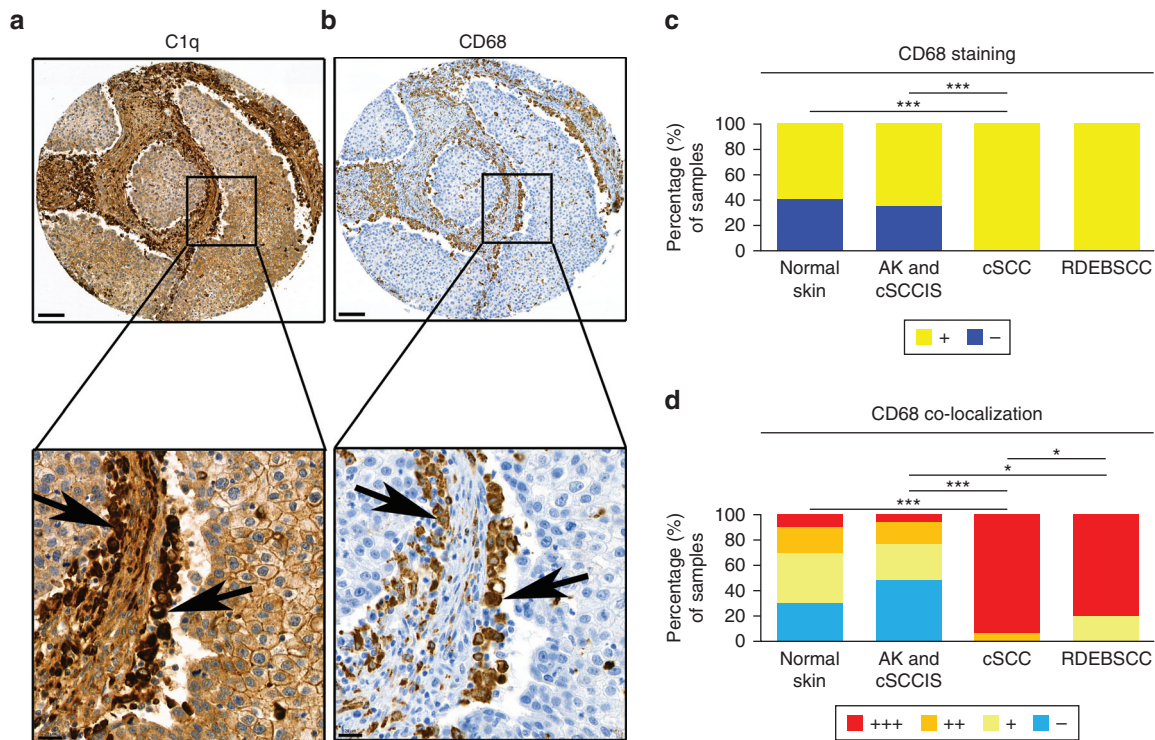 a
C1q
b
CD68
c
CD68 staining
***
***
Percentage (%)
of samples
100
80
60
40
20
0
Normal
skin
AK and
cSCCIS
cSCC
RDEBSCC
+ −
d
CD68 co-localization
*
*
***
***
Percentage (%)
of samples
100
80
60
40
20
0
Normal
skin
AK and
cSCCIS
cSCC
RDEBSCC
+++ ++ + −